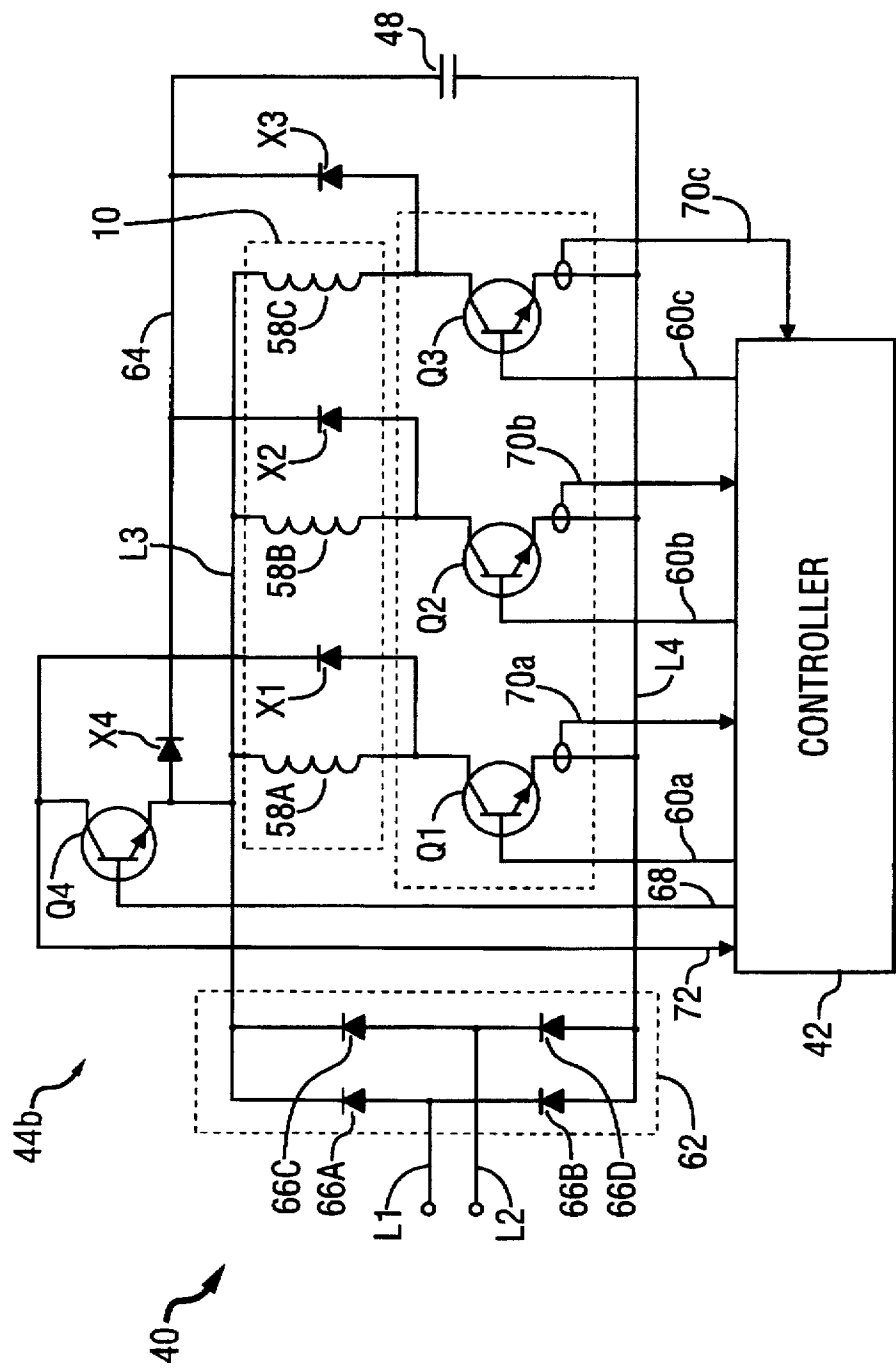 40
44b
L1
L2
66C
66A
66B
66D
62
Q4
X4
L3
64
10
58A
X1
58B
X2
58C
X3
48
Q1
Q2
Q3
70a
70b
70c
60a
60b
60c
L4
68
72
42
CONTROLLER